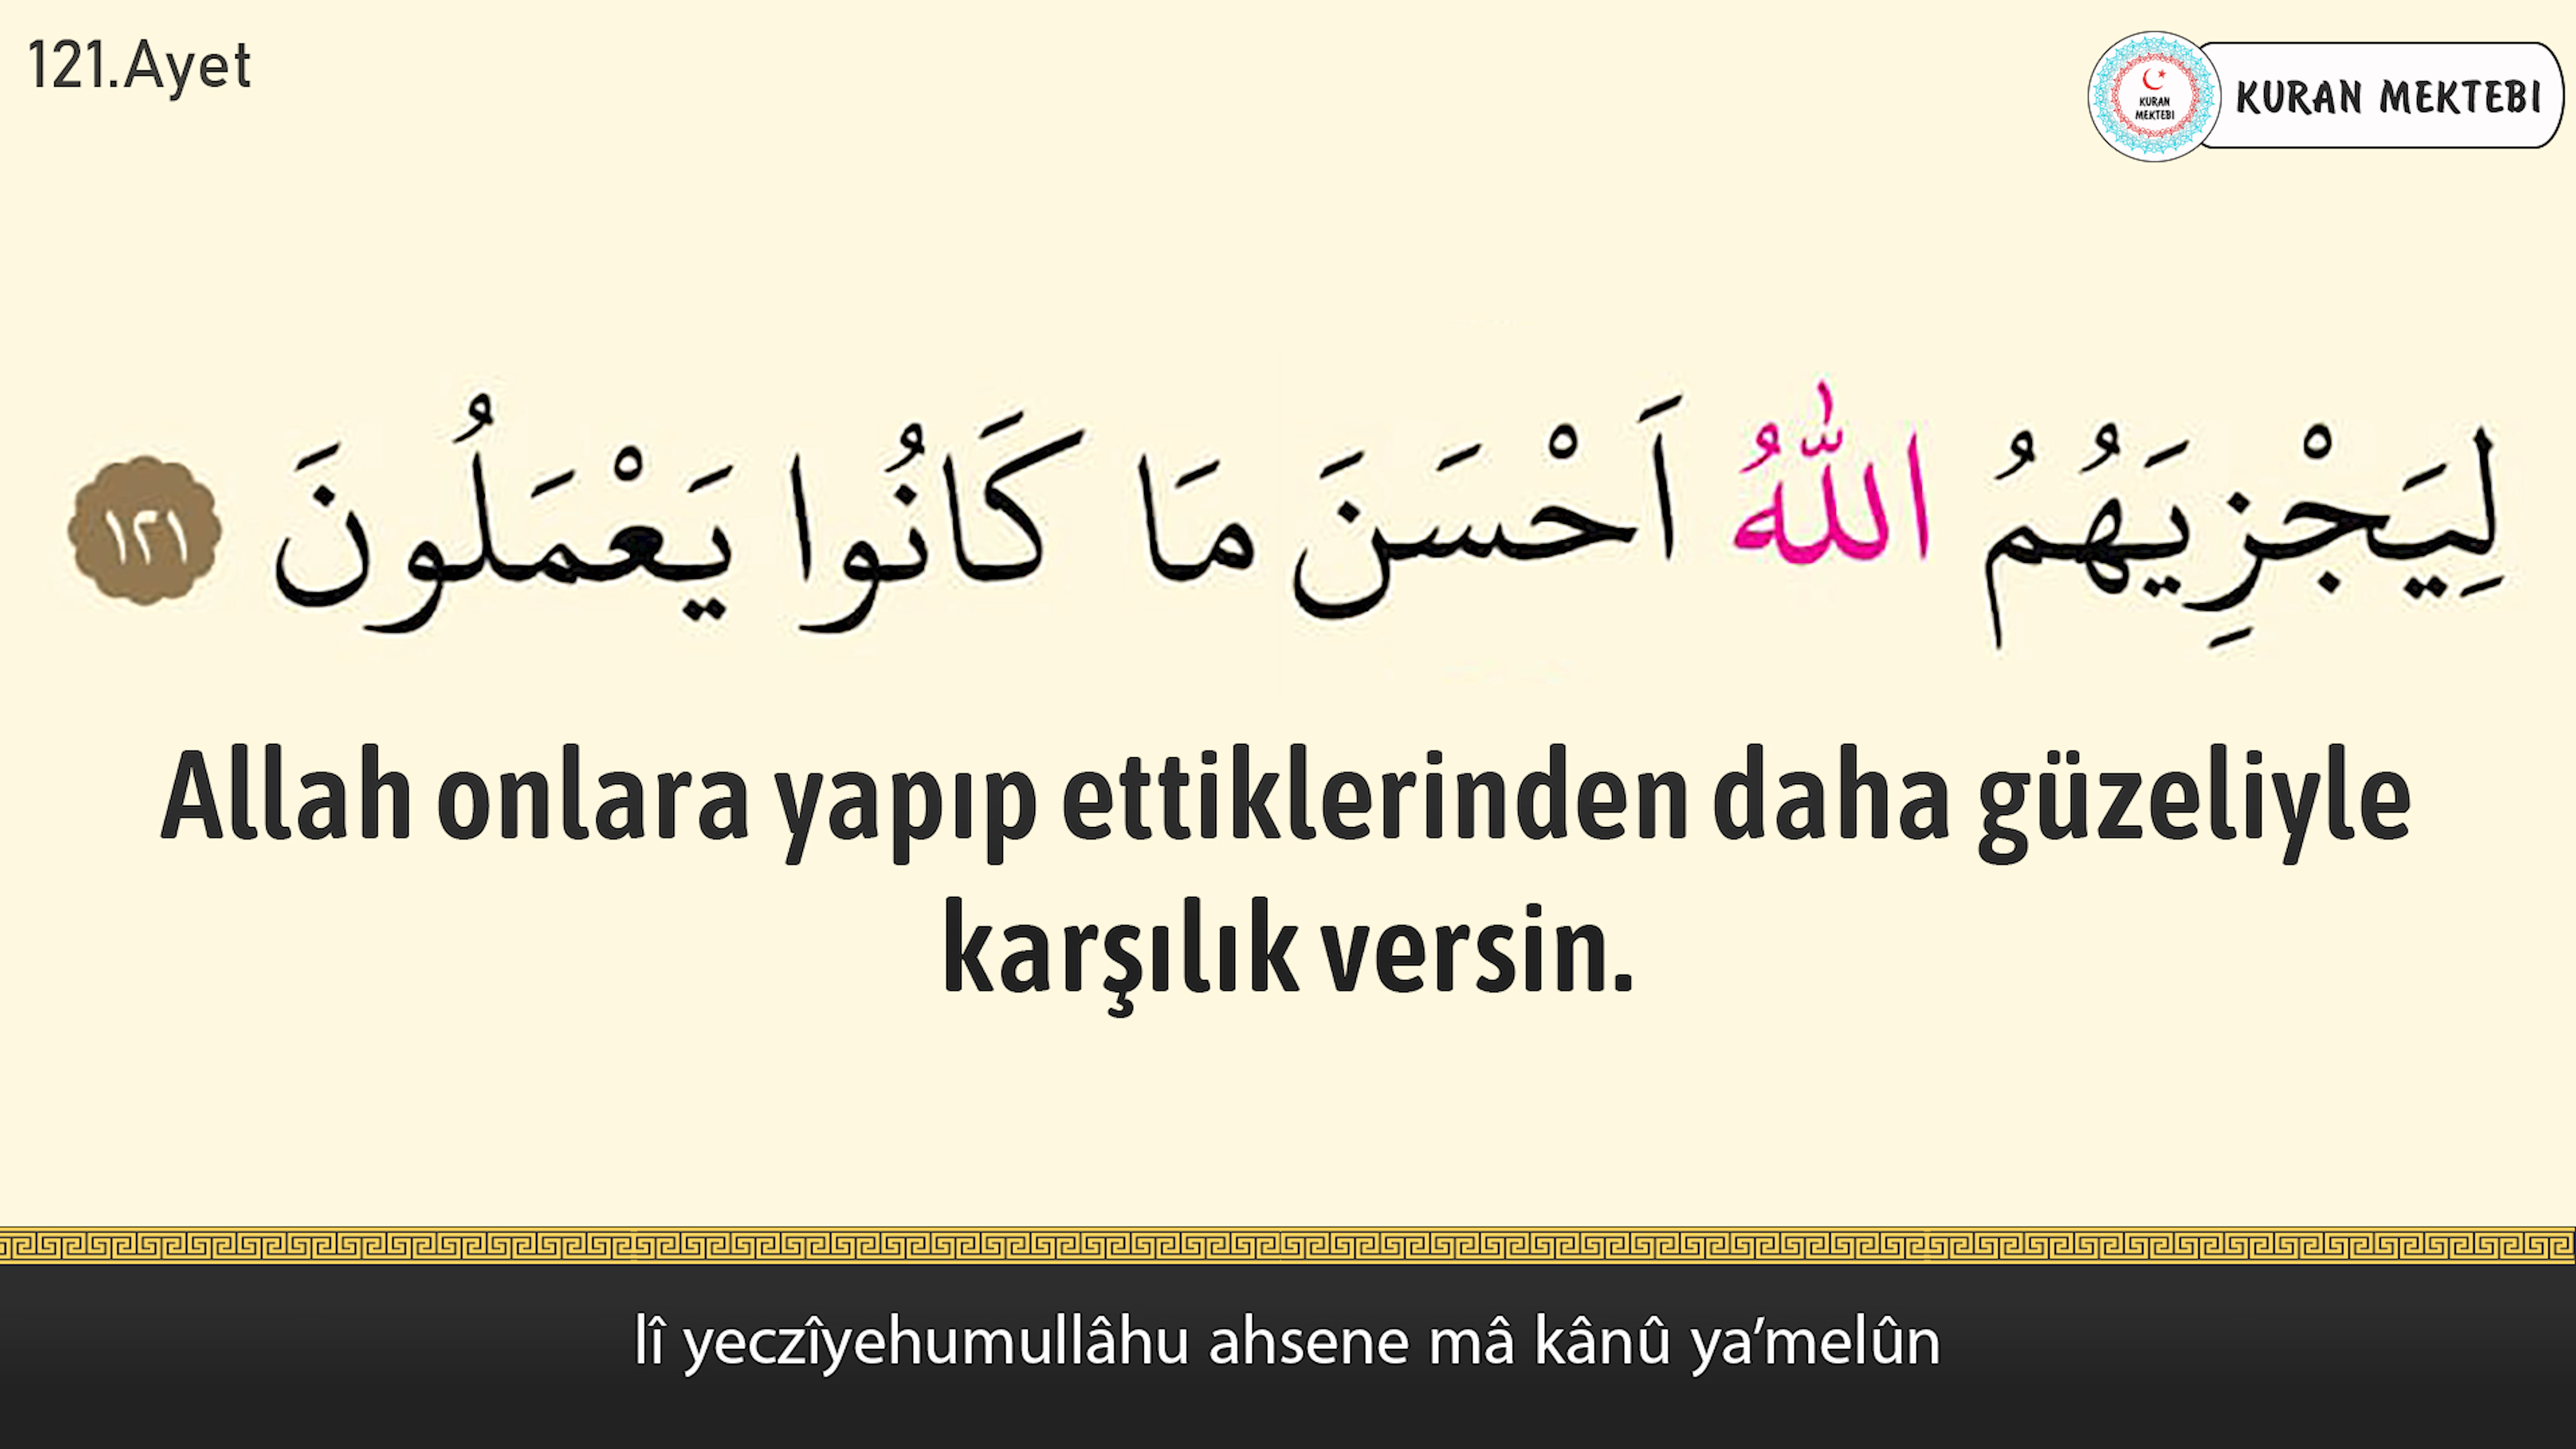 121.Ayet
KURAN
MEKTEBI
KURAN MEKTEBI
لِيَجْزِيَهُمُ اللّٰهُ اَحْسَنَ مَا كَانُوا يَعْمَلُونَ ١٢١
Allah onlara yapıp ettiklerinden daha güzeliyle
karşılık versin.
lî yeczîyehumullâhu ahsene mâ kânû ya’melûn